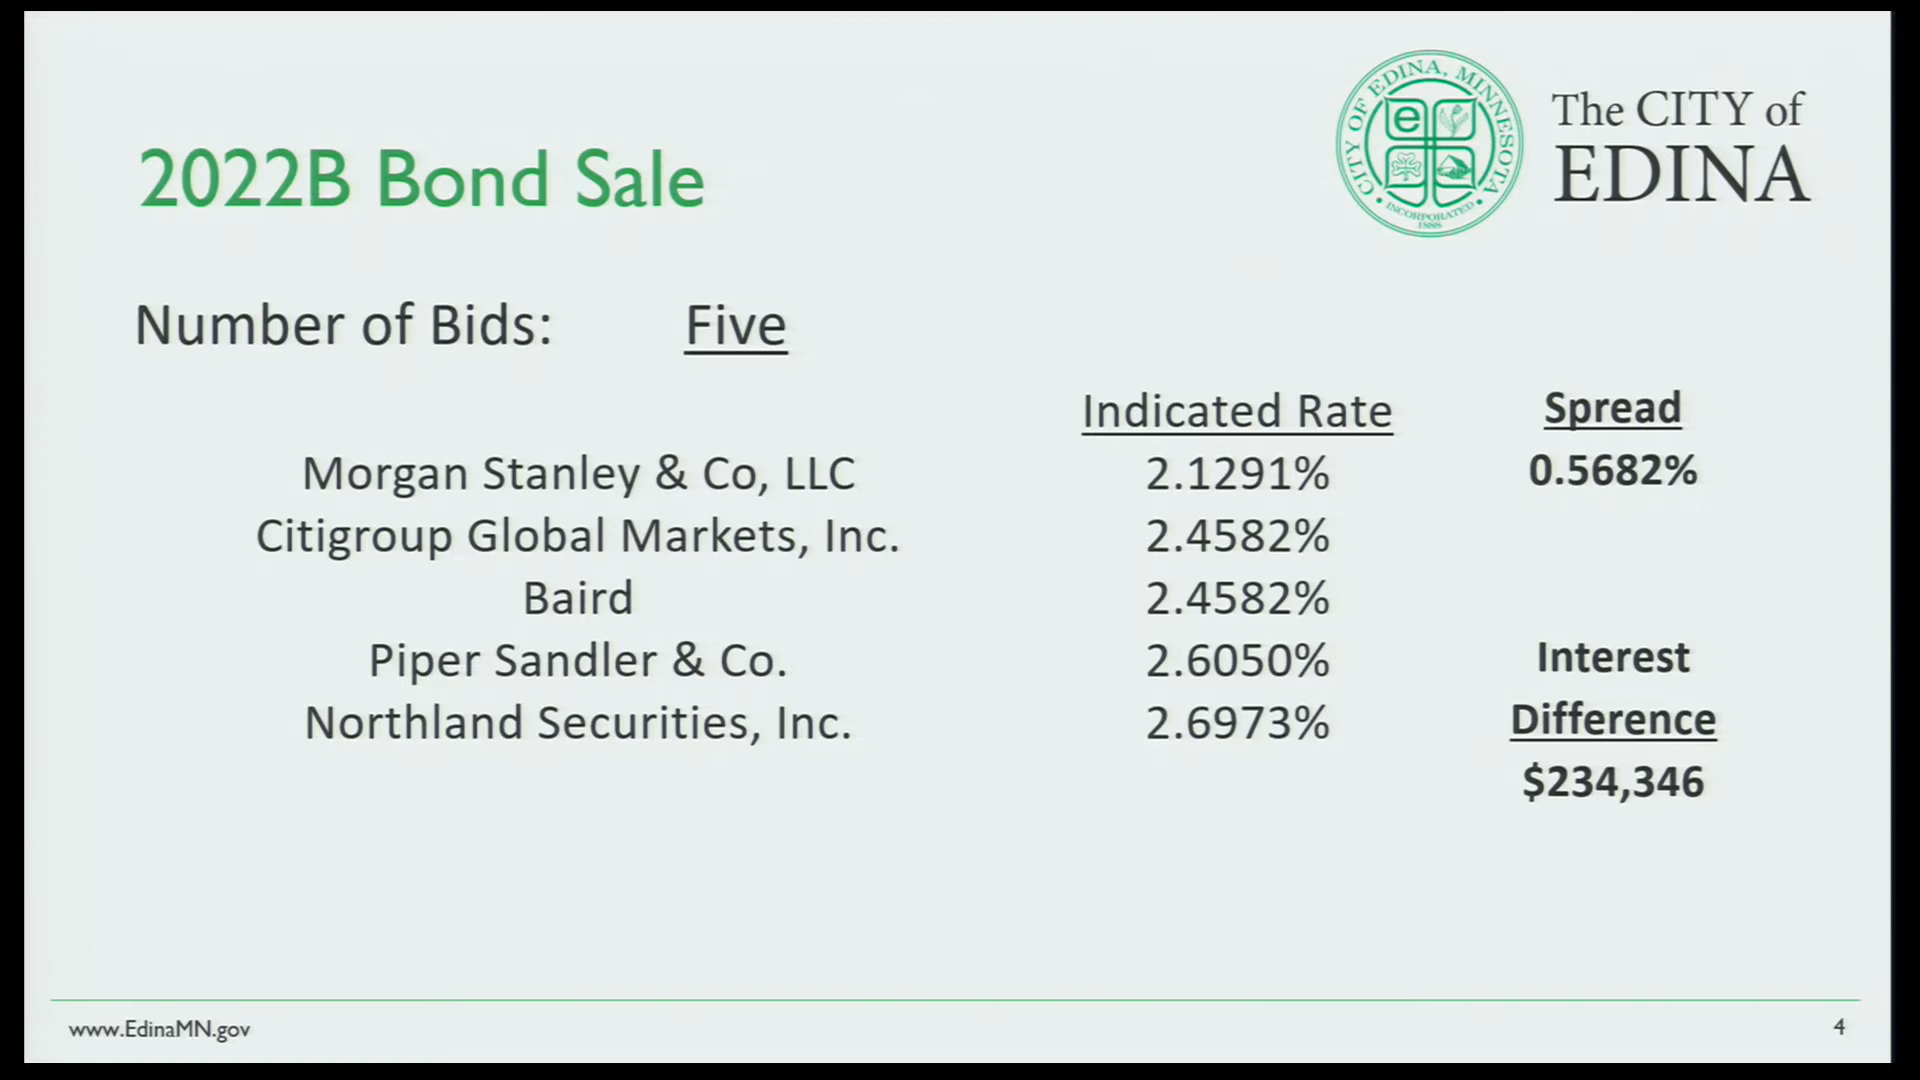 CITY OF EDINA, MINNESOTA
e
• INCORPORATED •
1888
The CITY of
EDINA
2022B Bond Sale
Number of Bids: Five
Indicated Rate Spread
Morgan Stanley & Co, LLC 2.1291% 0.5682%
Citigroup Global Markets, Inc. 2.4582%
Baird 2.4582%
Piper Sandler & Co. 2.6050% Interest
Northland Securities, Inc. 2.6973% Difference
$234,346
www.EdinaMN.gov 4